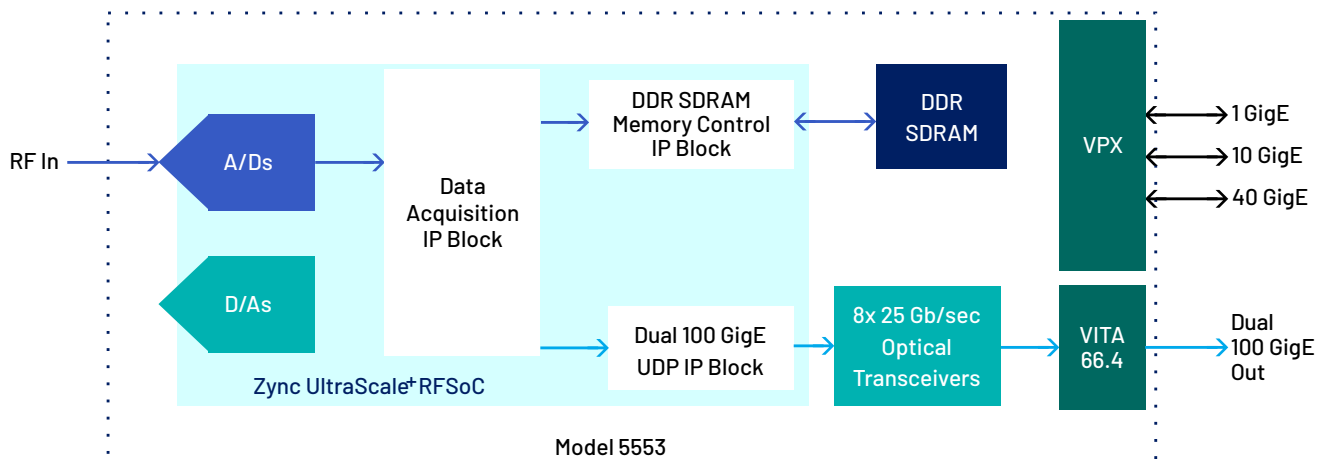 RF In
A/Ds
D/As
Data
Acquisition
IP Block
DDR SDRAM
Memory Control
IP Block
DDR
SDRAM
VPX
1 GigE
10 GigE
40 GigE
Dual 100 GigE
UDP IP Block
8x 25 Gb/sec
Optical
Transceivers
VITA
66.4
Dual
100 GigE
Out
Zync UltraScale+ RFSoC
Model 5553